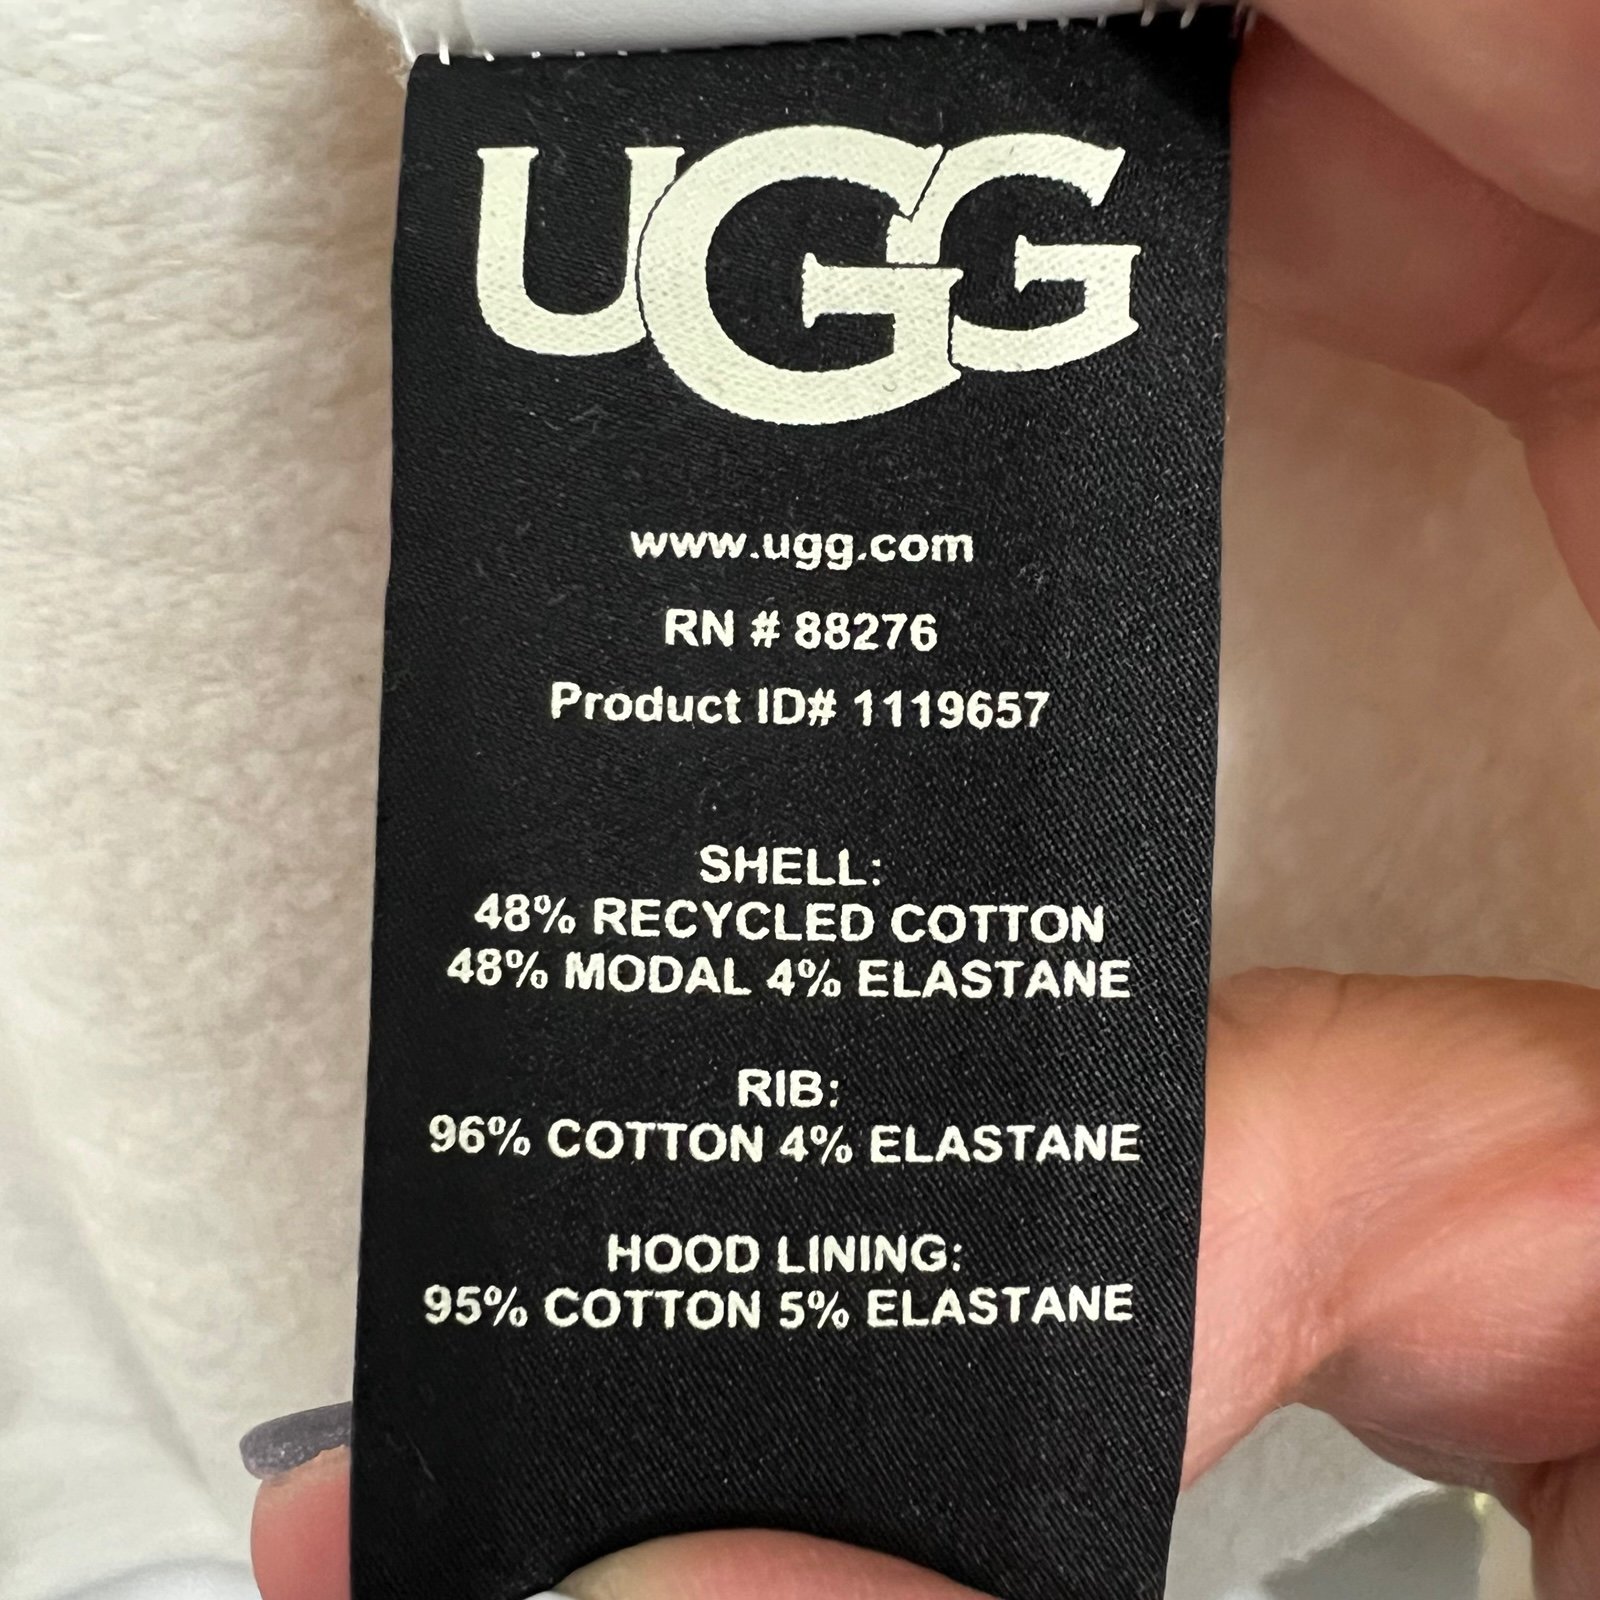 UGG
www.ugg.com
RN # 88276
Product ID# 1119657
SHELL:
48% RECYCLED COTTON
48% MODAL 4% ELASTANE
RIB:
96% COTTON 4% ELASTANE
HOOD LINING:
95% COTTON 5% ELASTANE